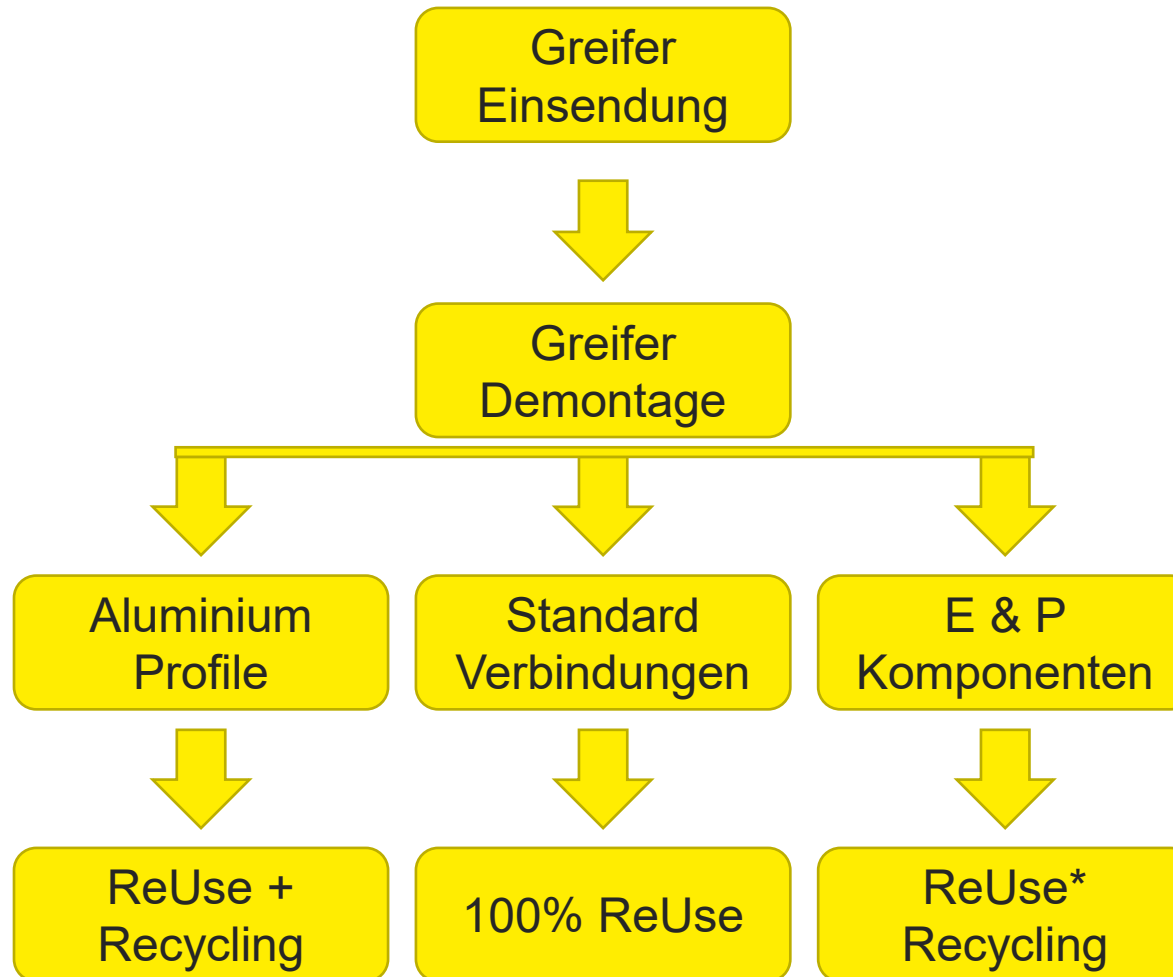 Greifer
Einsendung
Greifer
Demontage
Aluminium
Profile
Standard
Verbindungen
E & P
Komponenten
ReUse +
Recycling
100% ReUse
ReUse*
Recycling